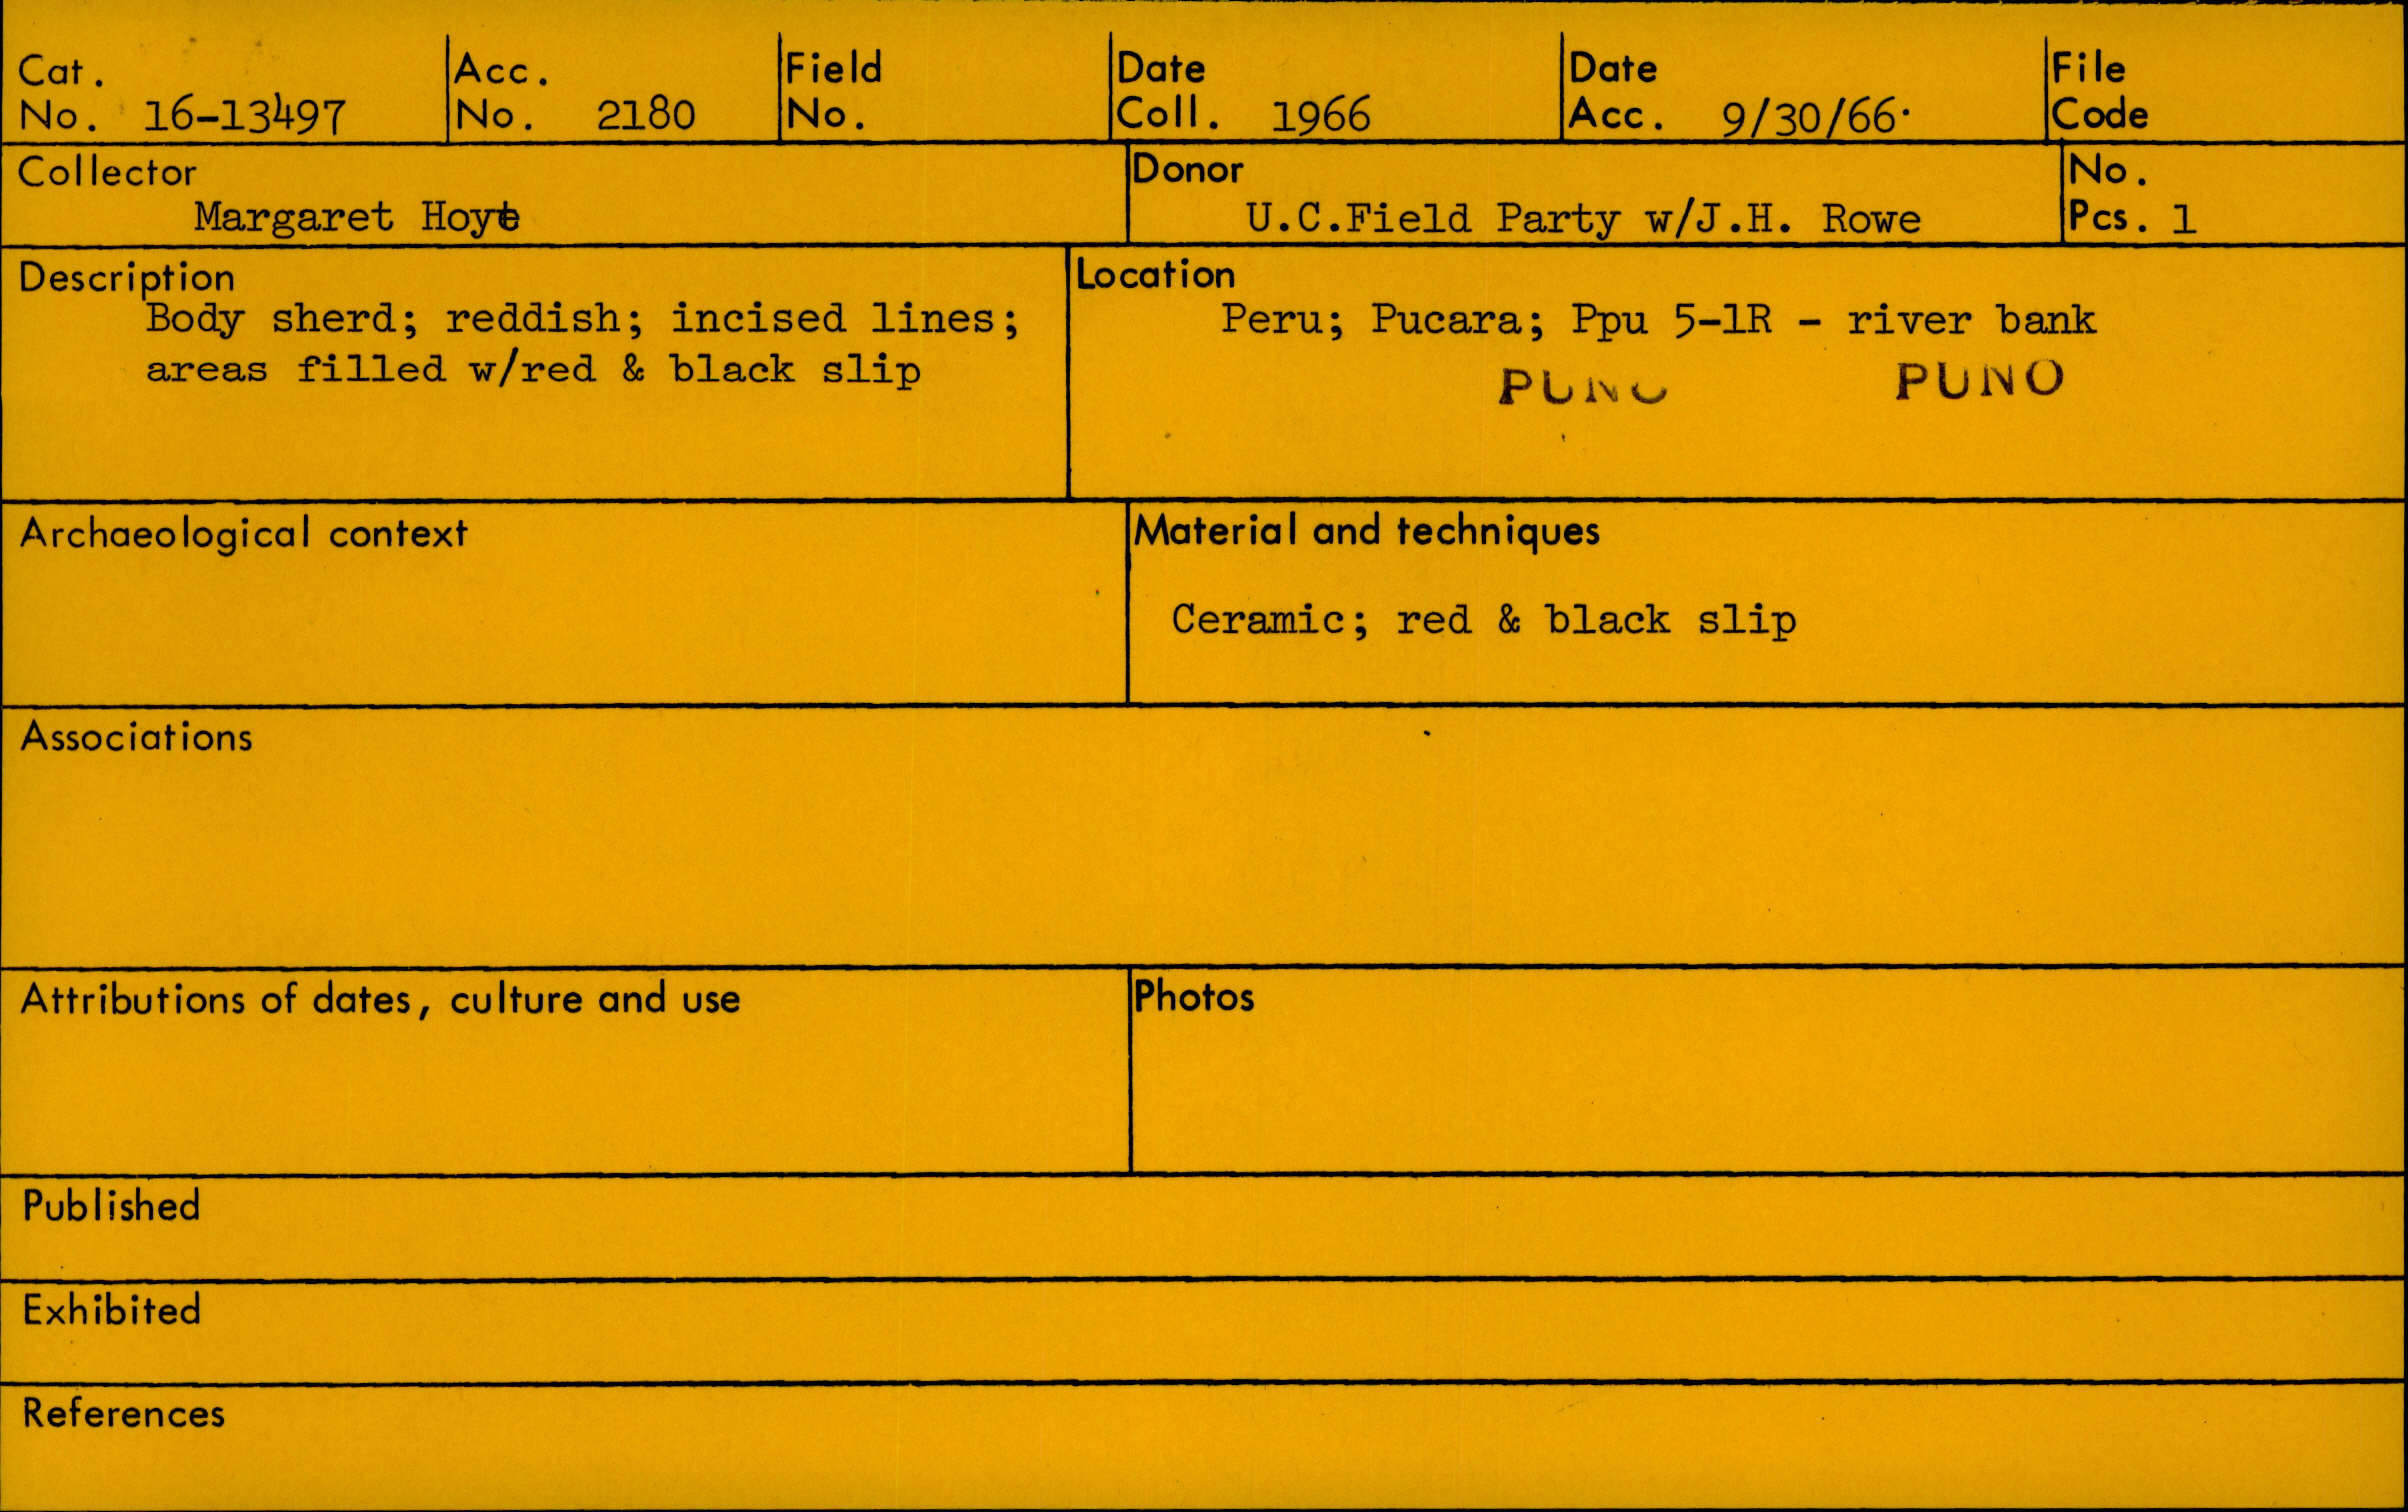 Cat. No. 16-13497
Acc. No. 2180
Field No.
Date Coll. 1966
Date Acc. 9/30/66
File Code
Collector
Margaret Hoyt
Donor
U.C.Field Party w/J.H. Rowe
No. Pcs. 1
Description
Body sherd; reddish; incised lines;
areas filled w/red & black slip
Location
Peru; Pucara; Ppu 5-1R - river bank
PUNO PUNO
Archaeological context
Material and techniques
Ceramic; red & black slip
Associations
Attributions of dates, culture and use
Photos
Published
Exhibited
References